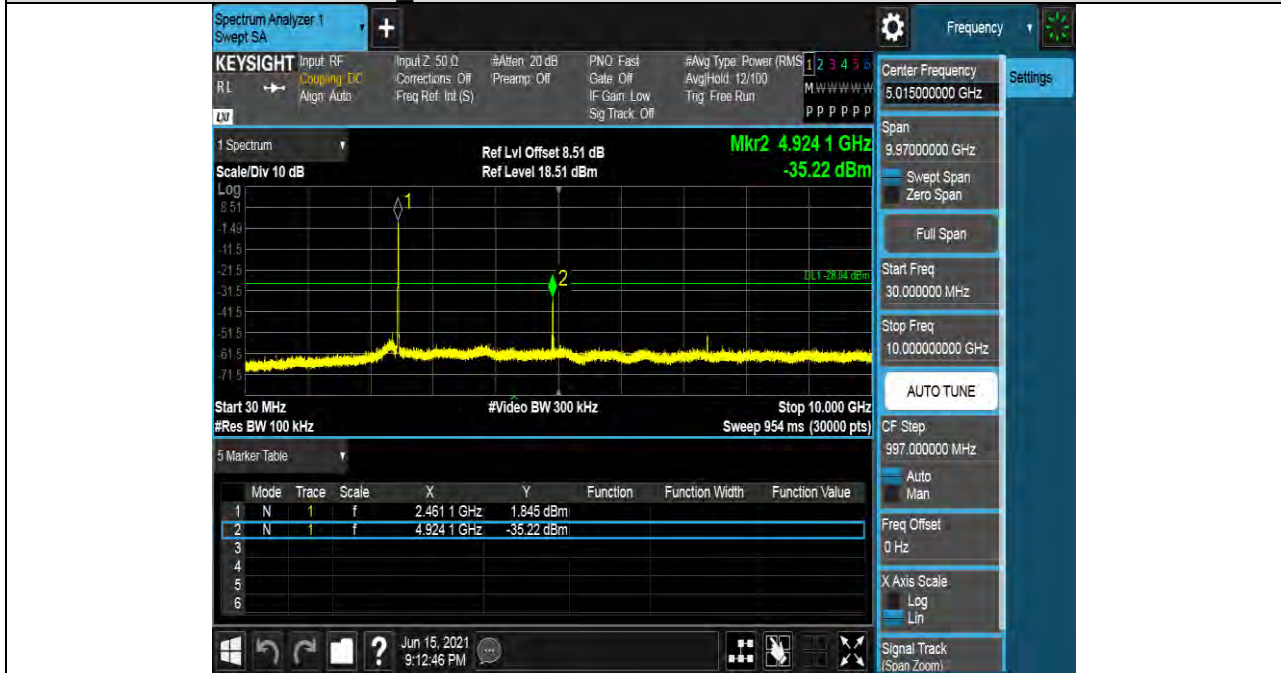 Spectrum Analyzer 1
Swept SA
+
Frequency
KEYSIGHT
RL
LXI
Input: RF
Coupling: DC
Align: Auto
Input Z: 50 Ω
Corrections: Off
Freq Ref: Int (S)
#Atten: 20 dB
Preamp: Off
PNO: Fast
Gate: Off
IF Gain: Low
Sig Track: Off
#Avg Type: Power (RMS
Avg|Hold: 12/100
Trig: Free Run
1 2 3 4 5 6
M W W W W W
P P P P P P
1 Spectrum
Scale/Div 10 dB
Ref Lvl Offset 8.51 dB
Ref Level 18.51 dBm
Mkr2 4.924 1 GHz
-35.22 dBm
Log
8.51
-1.49
-11.5
-21.5
-31.5
-41.5
-51.5
-61.5
-71.5
1
2
DL1 -28.04 dBm
Start 30 MHz
#Res BW 100 kHz
#Video BW 300 kHz
Stop 10.000 GHz
Sweep 954 ms (30000 pts)
5 Marker Table
Mode Trace Scale X Y Function Function Width Function Value
1 N 1 f 2.461 1 GHz 1.845 dBm
2 N 1 f 4.924 1 GHz -35.22 dBm
3
4
5
6
Jun 15, 2021
9:12:46 PM
?
Center Frequency
5.015000000 GHz
Settings
Span
9.97000000 GHz
Swept Span
Zero Span
Full Span
Start Freq
30.000000 MHz
Stop Freq
10.000000000 GHz
AUTO TUNE
CF Step
997.000000 MHz
Auto
Man
Freq Offset
0 Hz
X Axis Scale
Log
Lin
Signal Track
(Span Zoom)